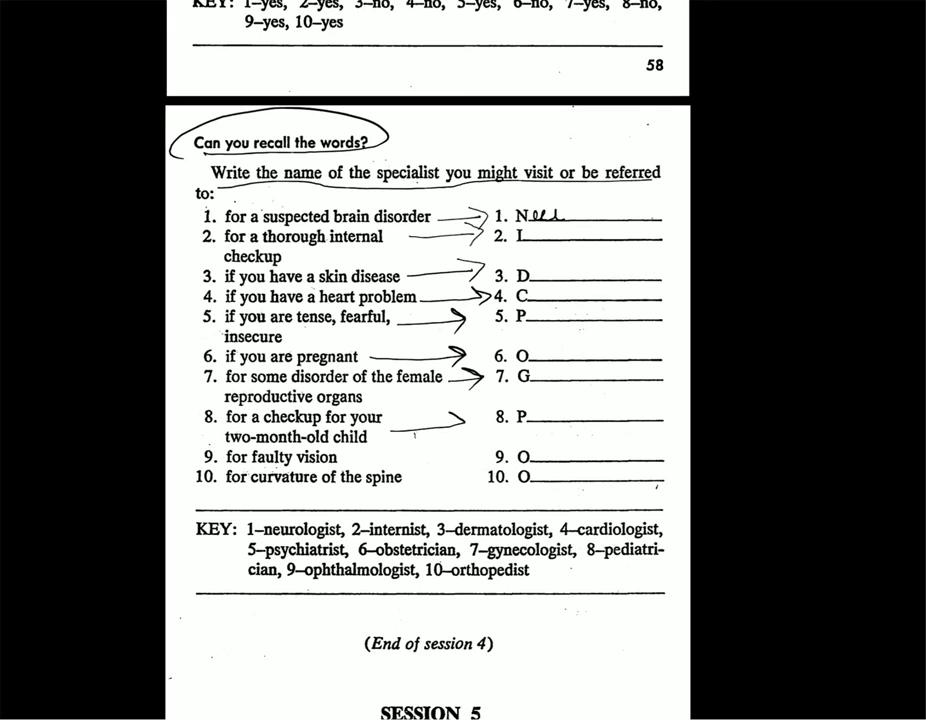 KEY: 1–yes, 2–yes, 3–no, 4–no, 5–yes, 6–no, 7–yes, 8–no,
9–yes, 10–yes
58
Can you recall the words?
Write the name of the specialist you might visit or be referred
to:
1. for a suspected brain disorder 1. N
2. for a thorough internal 2. I
checkup
3. if you have a skin disease 3. D
4. if you have a heart problem 4. C
5. if you are tense, fearful, 5. P
insecure
6. if you are pregnant 6. O
7. for some disorder of the female 7. G
reproductive organs
8. for a checkup for your 8. P
two-month-old child
9. for faulty vision 9. O
10. for curvature of the spine 10. O
KEY: 1–neurologist, 2–internist, 3–dermatologist, 4–cardiologist,
5–psychiatrist, 6–obstetrician, 7–gynecologist, 8–pediatri-
cian, 9–ophthalmologist, 10–orthopedist
(End of session 4)
SESSION 5